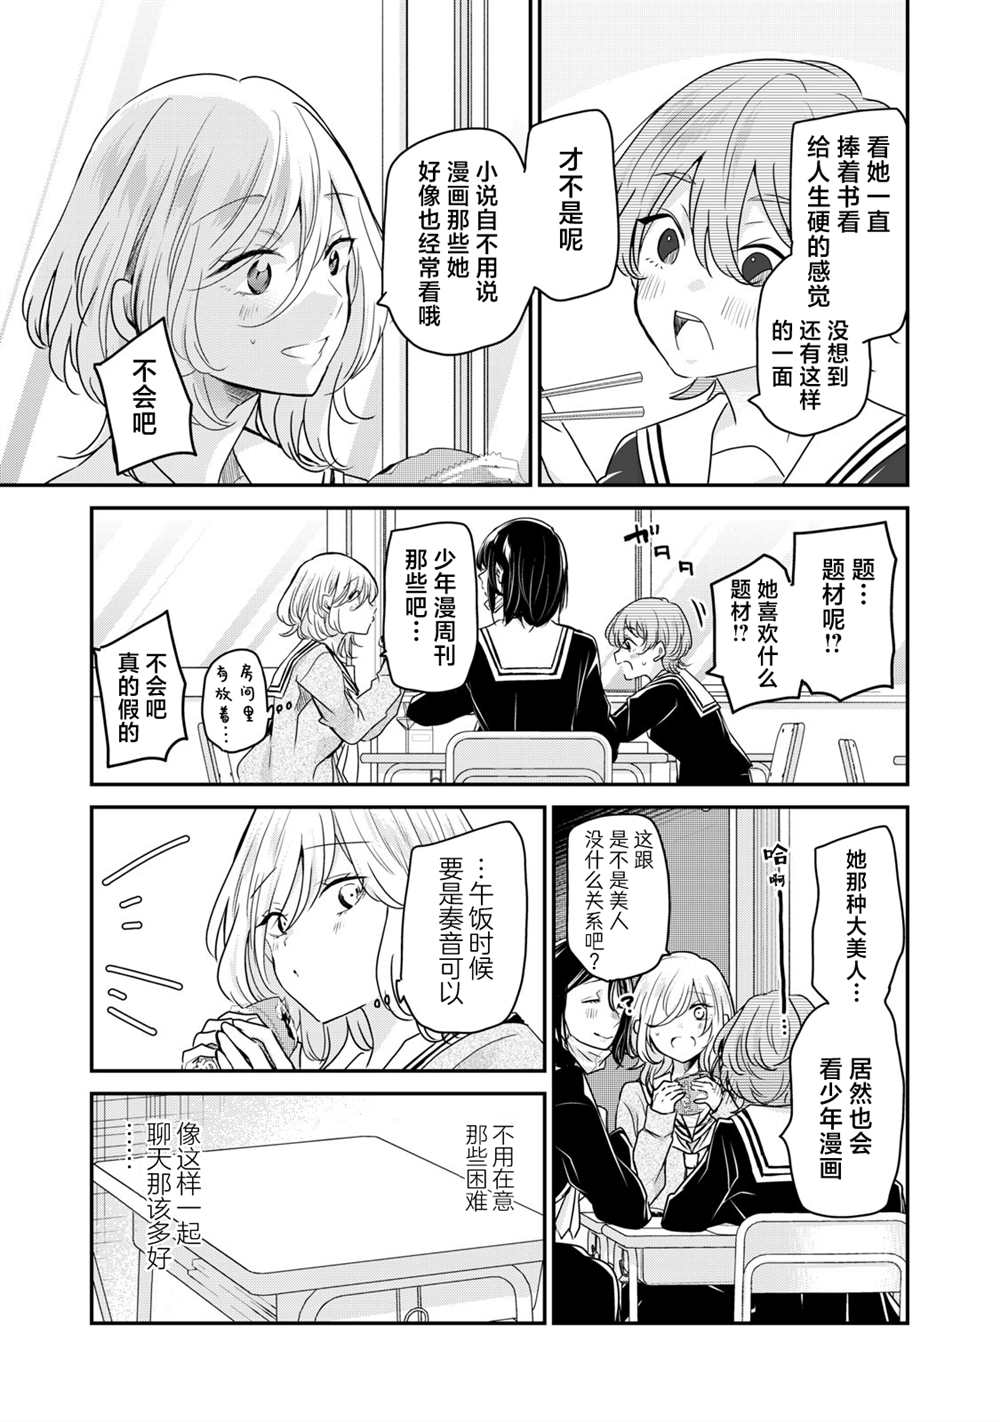 看她一直
捧着书看
给人生硬的感觉
没想到
还有这样
的一面
才不是呢
小说自不用说
漫画那些她
好像也经常看哦
不会吧
题…
题材呢!?
她喜欢什么
题材!?
ガタタ
少年漫周刊
那些吧…
房间里
有放着…
不会吧
真的假的
她那种大美人…
居然也会
看少年漫画
哈啊……
这跟
是不是美人
没什么关系吧？
?
…午饭时候
要是奏音可以
不用在意
那些困难
像这样一起
聊天那该多好
……